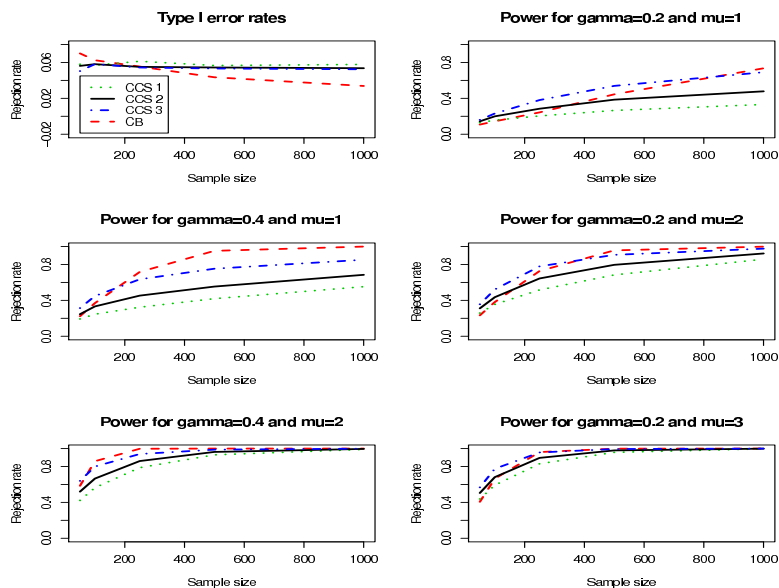 Type I error rates
Rejection rate
−0.02 0.02 0.06
CCS 1
CCS 2
CCS 3
CB
200 400 600 800 1000
Sample size
Power for gamma=0.2 and mu=1
Rejection rate
0.0 0.4 0.8
200 400 600 800 1000
Sample size
Power for gamma=0.4 and mu=1
Rejection rate
0.0 0.4 0.8
200 400 600 800 1000
Sample size
Power for gamma=0.2 and mu=2
Rejection rate
0.0 0.4 0.8
200 400 600 800 1000
Sample size
Power for gamma=0.4 and mu=2
Rejection rate
0.0 0.4 0.8
200 400 600 800 1000
Sample size
Power for gamma=0.2 and mu=3
Rejection rate
0.0 0.4 0.8
200 400 600 800 1000
Sample size